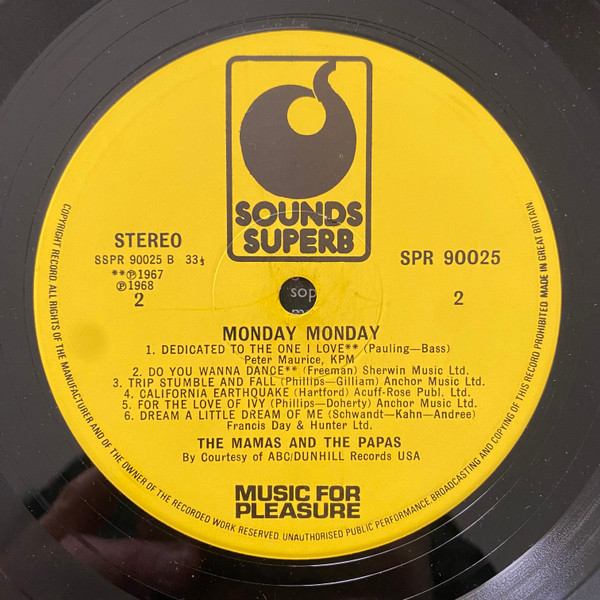 SOUNDS
SUPERB
STEREO
SSPR 90025 B 33⅓
**Ⓟ1967
Ⓟ1968
2
SPR 90025
2
sop
m
MONDAY MONDAY
1. DEDICATED TO THE ONE I LOVE** (Pauling—Bass)
Peter Maurice, KPM
2. DO YOU WANNA DANCE** (Freeman) Sherwin Music Ltd.
3. TRIP STUMBLE AND FALL (Phillips—Gilliam) Anchor Music Ltd.
4. CALIFORNIA EARTHQUAKE (Hartford) Acuff-Rose Publ. Ltd.
5. FOR THE LOVE OF IVY (Phillips—Doherty) Anchor Music Ltd.
6. DREAM A LITTLE DREAM OF ME (Schwandt—Kahn—Andree)
Francis Day & Hunter Ltd.
THE MAMAS AND THE PAPAS
By Courtesy of ABC/DUNHILL Records USA
MUSIC FOR
PLEASURE
COPYRIGHT RECORD. ALL RIGHTS OF THE MANUFACTURER AND OF THE OWNER OF THE RECORDED WORK RESERVED. UNAUTHORISED PUBLIC PERFORMANCE, BROADCASTING AND COPYING OF THIS RECORD PROHIBITED. MADE IN GREAT BRITAIN